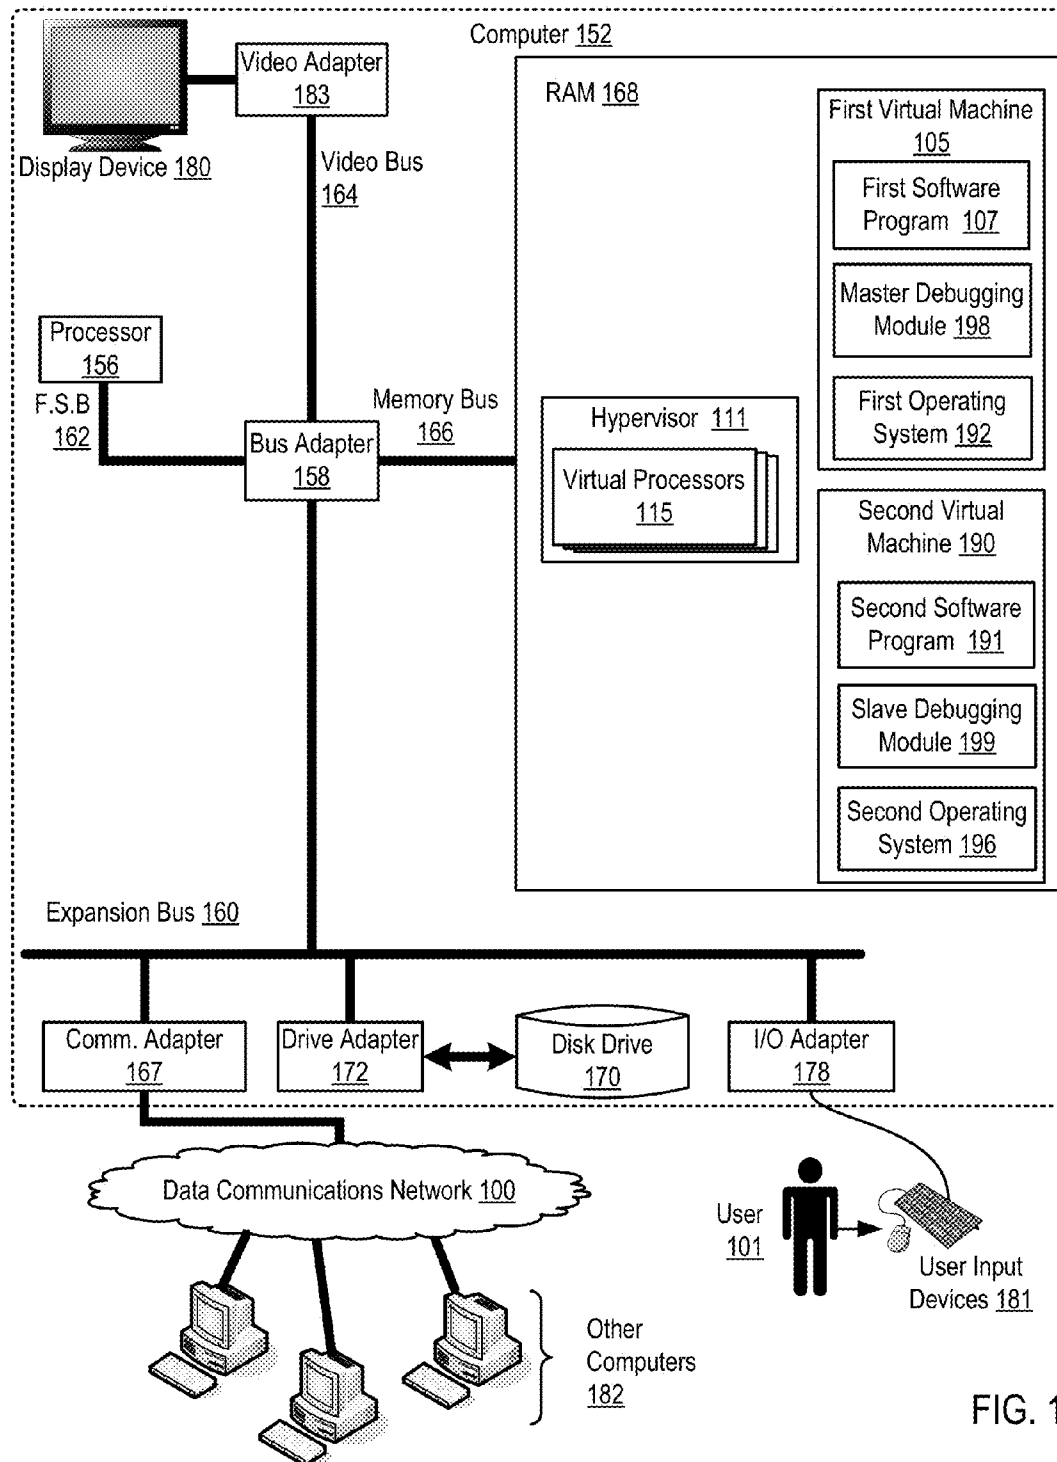 Computer 152
Video Adapter
183
Display Device 180
Video Bus
164
RAM 168
First Virtual Machine
105
First Software
Program 107
Master Debugging
Module 198
First Operating
System 192
Processor
156
F.S.B
162
Bus Adapter
158
Memory Bus
166
Hypervisor 111
Virtual Processors
115
Second Virtual
Machine 190
Second Software
Program 191
Slave Debugging
Module 199
Second Operating
System 196
Expansion Bus 160
Comm. Adapter
167
Drive Adapter
172
Disk Drive
170
I/O Adapter
178
Data Communications Network 100
User
101
User Input
Devices 181
Other
Computers
182
FIG. 1